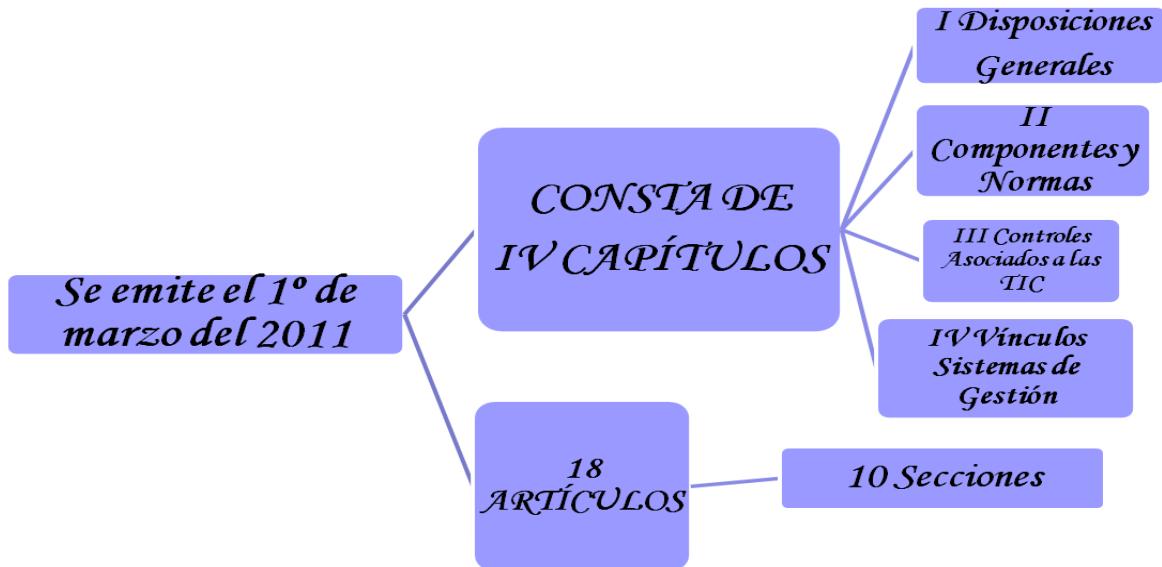 Se emite el 1º de
marzo del 2011
CONSTA DE
IV CAPÍTULOS
I Disposiciones
Generales
II
Componentes y
Normas
III Controles
Asociados a las
TIC
IV Vínculos
Sistemas de
Gestión
18
ARTÍCULOS
10 Secciones